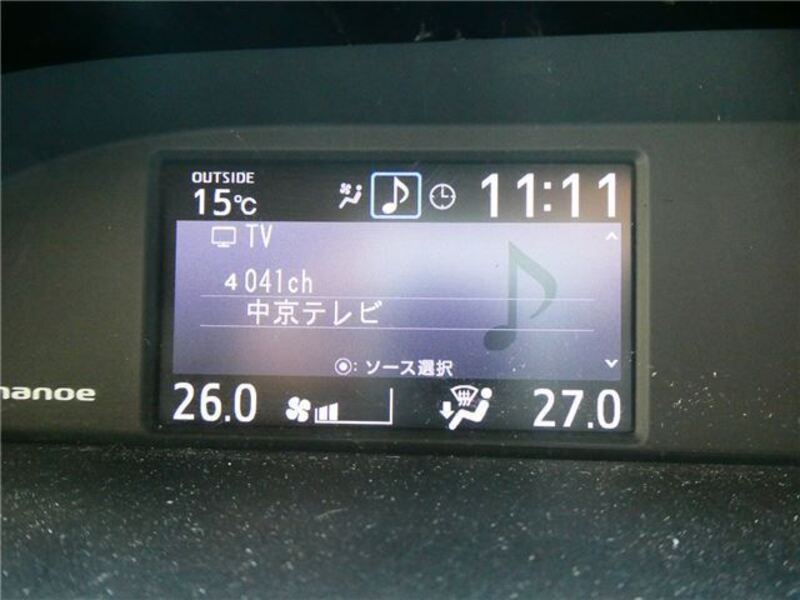 OUTSIDE
15℃
11:11
TV
4 041ch
中京テレビ
◉: ソース選択
nanoe
26.0
27.0